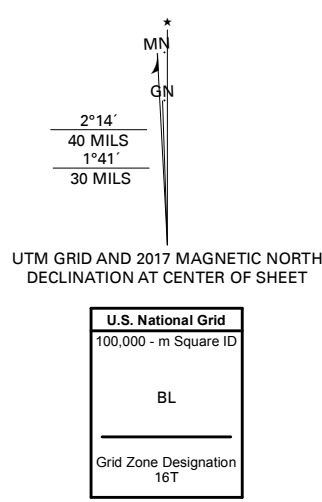 ★
MN
GN
2°14´
40 MILS
1°41´
30 MILS
UTM GRID AND 2017 MAGNETIC NORTH
DECLINATION AT CENTER OF SHEET
U.S. National Grid
100,000 - m Square ID
BL
Grid Zone Designation
16T